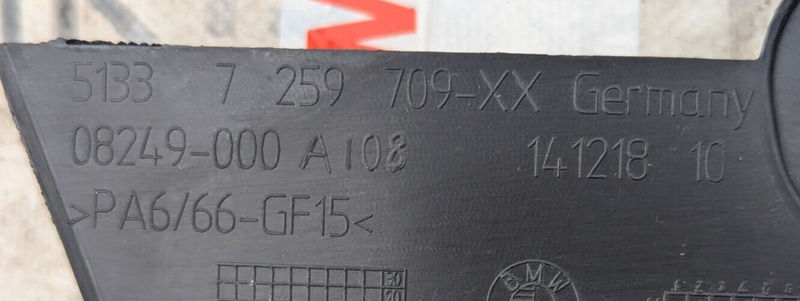 5133 7 259 709-XX Germany
08249-000 A108 141218 10
>PA6/66-GF15<
BMW